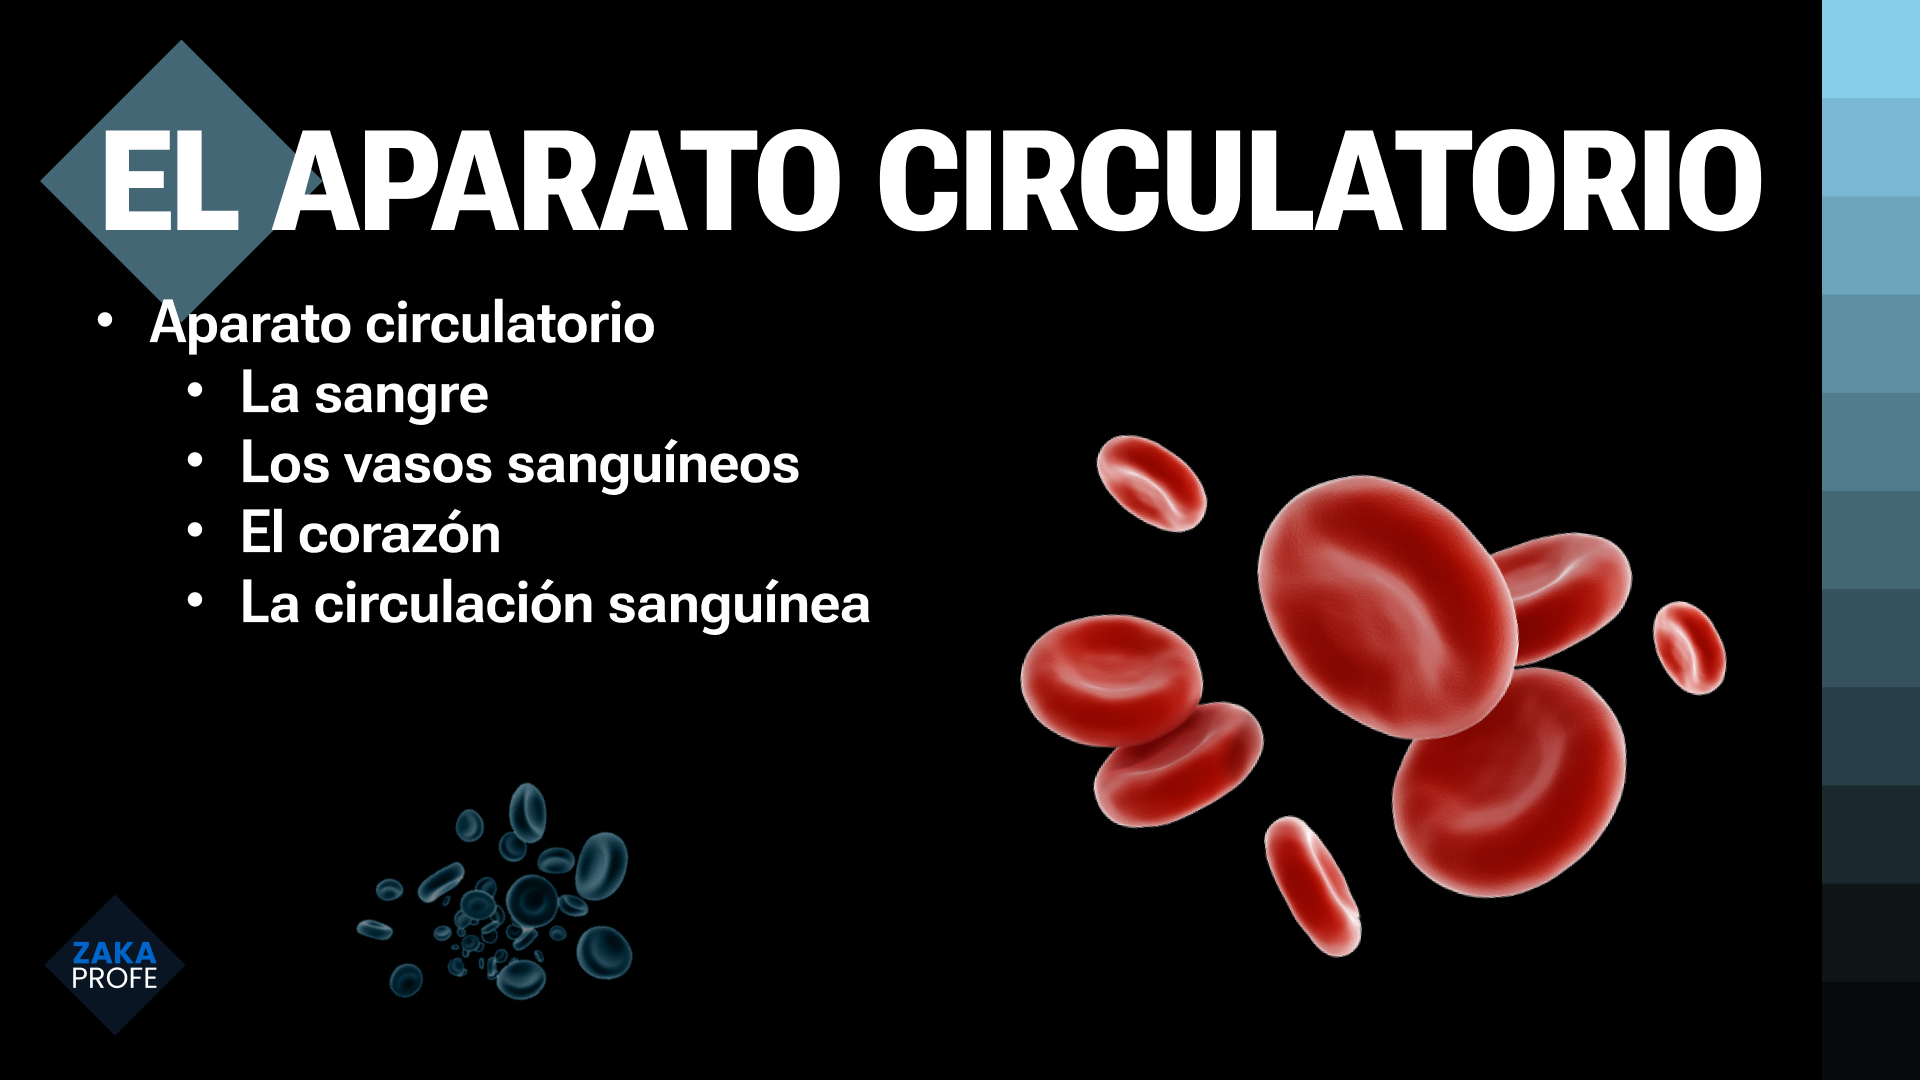 EL APARATO CIRCULATORIO
• Aparato circulatorio
• La sangre
• Los vasos sanguíneos
• El corazón
• La circulación sanguínea
ZAKA
PROFE